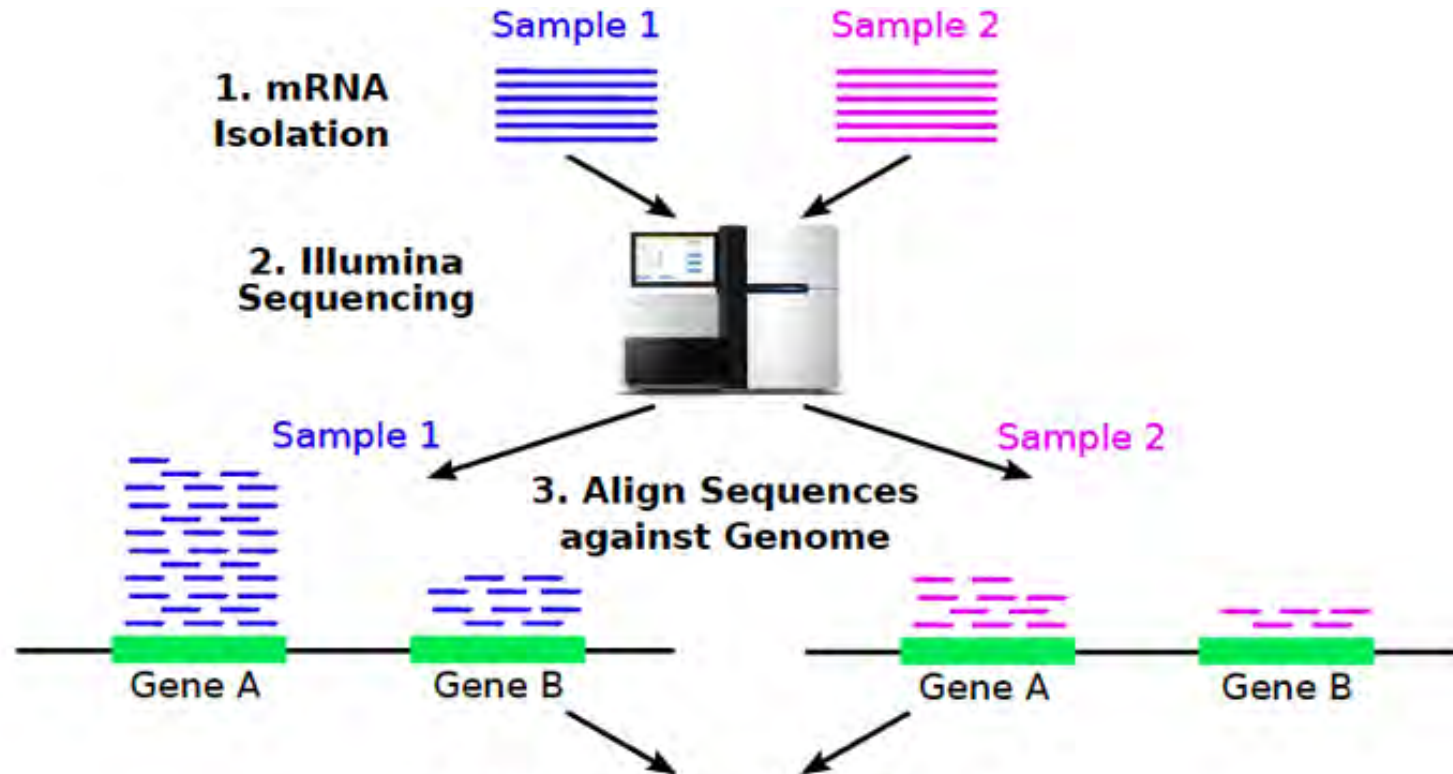 Sample 1
Sample 2
1. mRNA
Isolation
2. Illumina
Sequencing
Sample 1
Sample 2
3. Align Sequences
against Genome
Gene A
Gene B
Gene A
Gene B